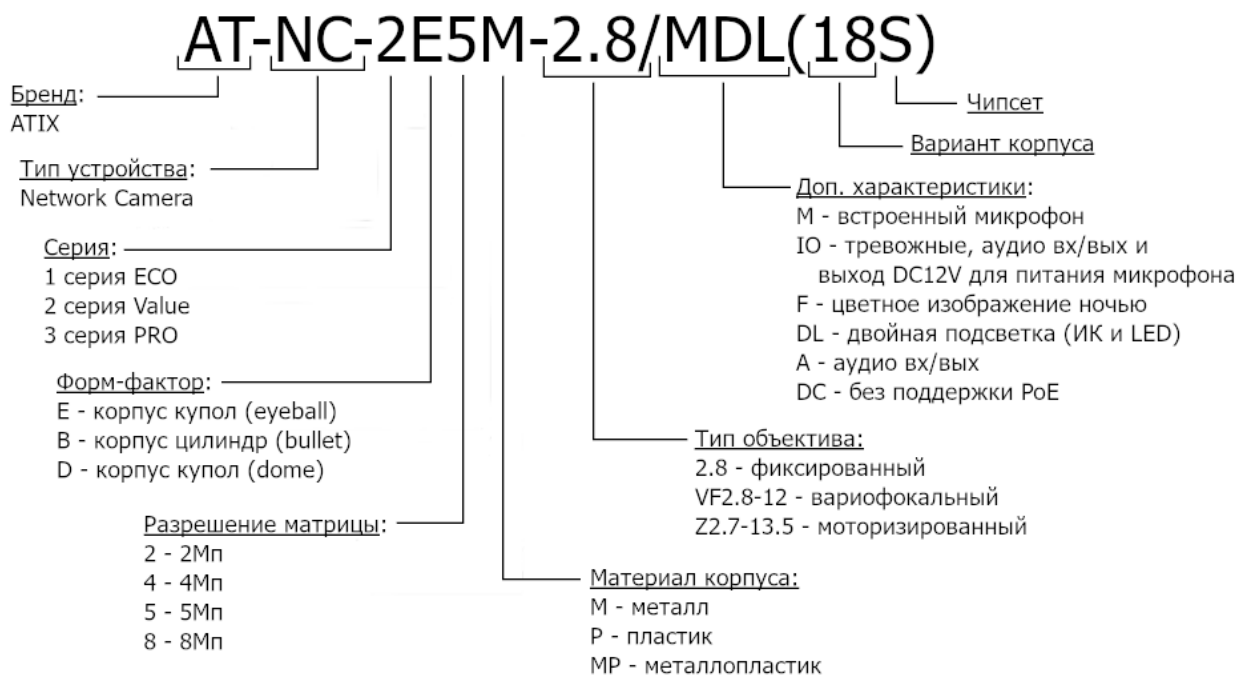 AT-NC-2E5M-2.8/MDL(18S)
Бренд:
ATIX
Тип устройства:
Network Camera
Серия:
1 серия ECO
2 серия Value
3 серия PRO
Форм-фактор:
E - корпус купол (eyeball)
B - корпус цилиндр (bullet)
D - корпус купол (dome)
Разрешение матрицы:
2 - 2Мп
4 - 4Мп
5 - 5Мп
8 - 8Мп
Материал корпуса:
М - металл
Р - пластик
МР - металлопластик
Тип объектива:
2.8 - фиксированный
VF2.8-12 - вариофокальный
Z2.7-13.5 - моторизированный
Доп. характеристики:
М - встроенный микрофон
IO - тревожные, аудио вх/вых и
выход DC12V для питания микрофона
F - цветное изображение ночью
DL - двойная подсветка (ИК и LED)
А - аудио вх/вых
DC - без поддержки PoE
Вариант корпуса
Чипсет